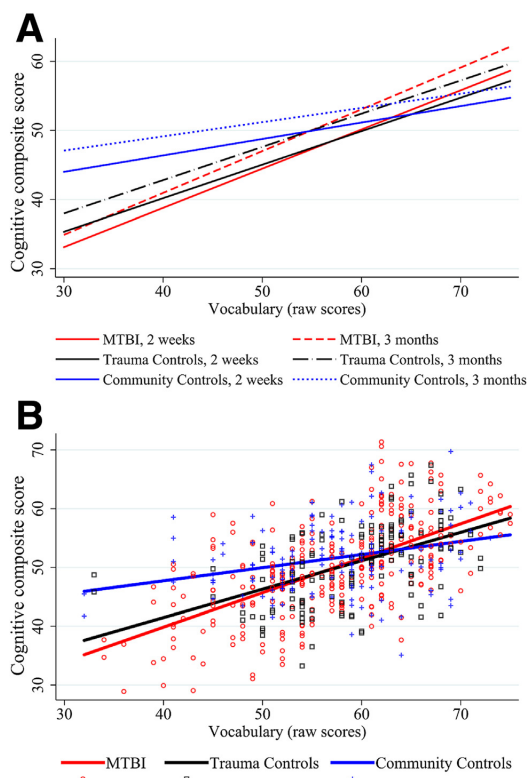 A
Cognitive composite score
60
50
40
30
30 40 50 60 70
Vocabulary (raw scores)
MTBI, 2 weeks MTBI, 3 months
Trauma Controls, 2 weeks Trauma Controls, 3 months
Community Controls, 2 weeks Community Controls, 3 months
B
Cognitive composite score
70
60
50
40
30
30 40 50 60 70
Vocabulary (raw scores)
MTBI Trauma Controls Community Controls